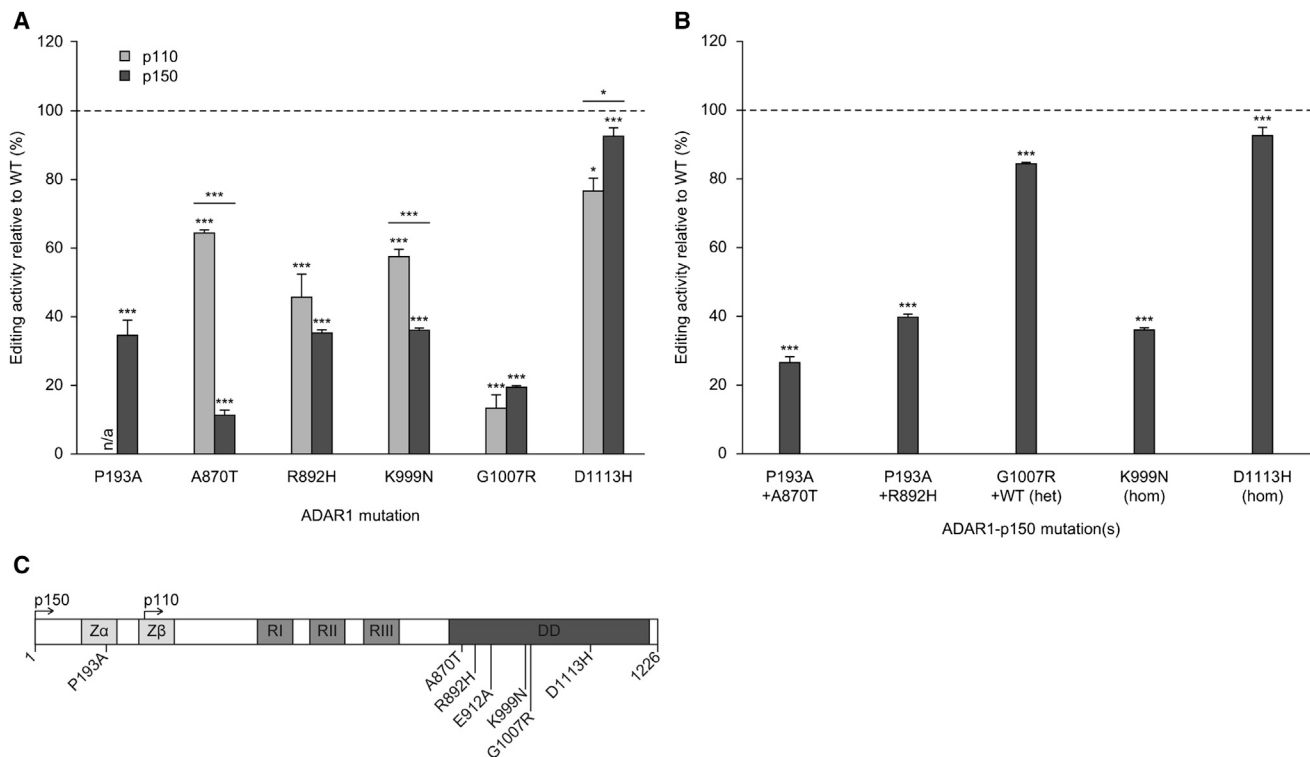 A
120
100
80
60
40
20
0
Editing activity relative to WT (%)
p110
p150
n/a
***
***
***
***
***
***
***
***
***
***
***
*
***
*
P193A
A870T
R892H
K999N
G1007R
D1113H
ADAR1 mutation
B
120
100
80
60
40
20
0
Editing activity relative to WT (%)
***
***
***
***
***
P193A
+A870T
P193A
+R892H
G1007R
+WT (het)
K999N
(hom)
D1113H
(hom)
ADAR1-p150 mutation(s)
C
p150
p110
Zα
Zβ
RI
RII
RIII
DD
1
P193A
A870T
R892H
E912A
K999N
G1007R
D1113H
1226